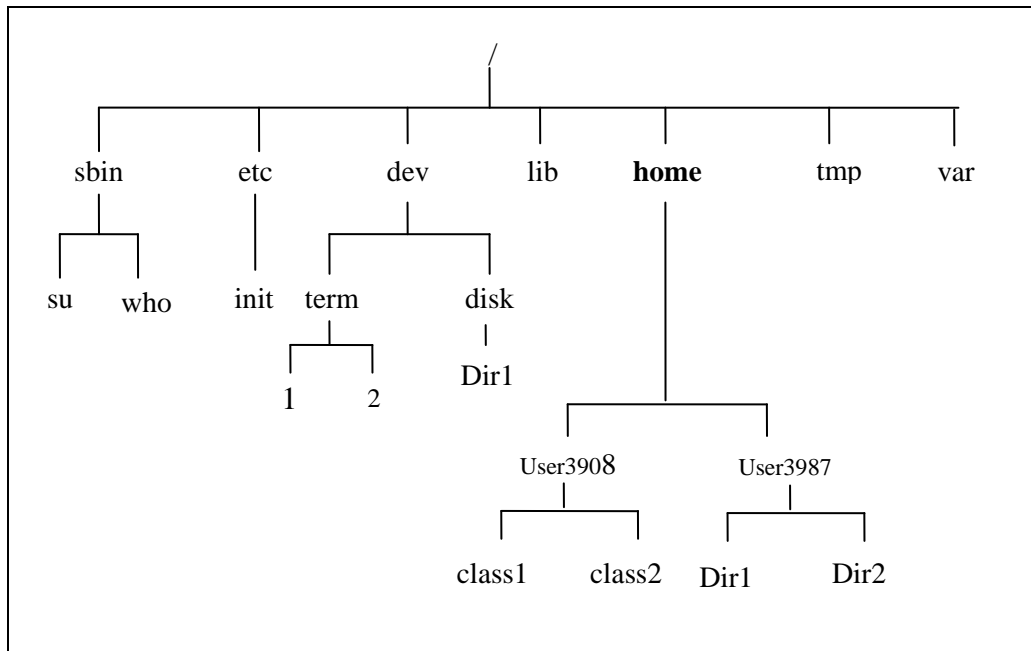 /
sbin etc dev lib home tmp var
su who init term disk
1 2 Dir1
User3908 User3987
class1 class2 Dir1 Dir2